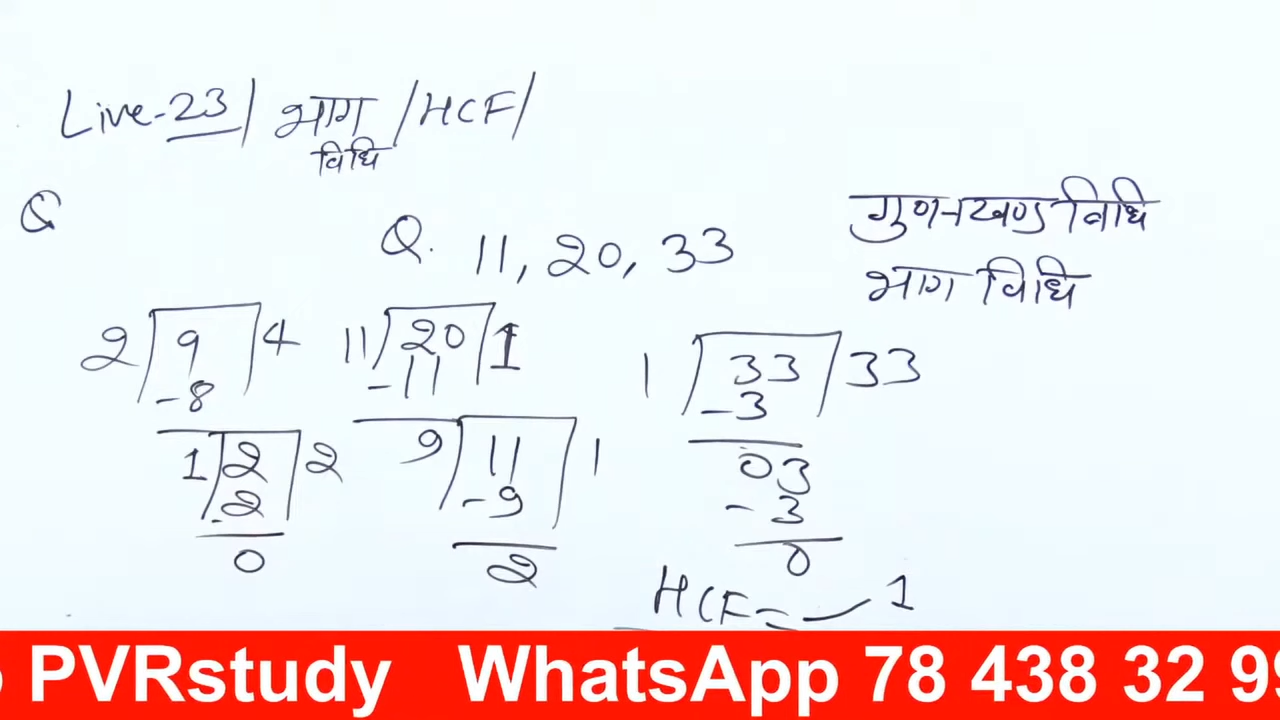 Live-23 | भाग विधि / HCF /
Q
Q. 11, 20, 33
गुणनखण्ड विधि
भाग विधि
2 9 4
-8
1 2 2
-2
0
11 20 1
-11
9 11 1
-9
2
1 33 33
-3
03
-3
0
HCF = 1
PVRstudy WhatsApp 78 438 32 99